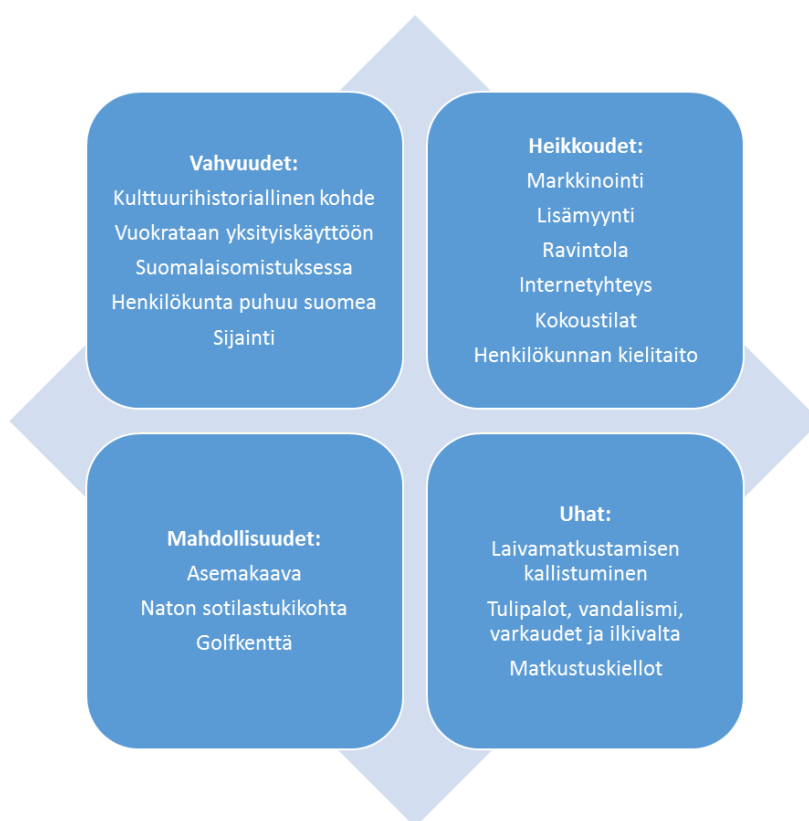 Vahvuudet:
Kulttuurihistoriallinen kohde
Vuokrataan yksityiskäyttöön
Suomalaisomistuksessa
Henkilökunta puhuu suomea
Sijainti
Heikkoudet:
Markkinointi
Lisämyynti
Ravintola
Internetyhteys
Kokoustilat
Henkilökunnan kielitaito
Mahdollisuudet:
Asemakaava
Naton sotilastukikohta
Golfkenttä
Uhat:
Laivamatkustamisen
kallistuminen
Tulipalot, vandalismi,
varkaudet ja ilkivalta
Matkustuskiellot